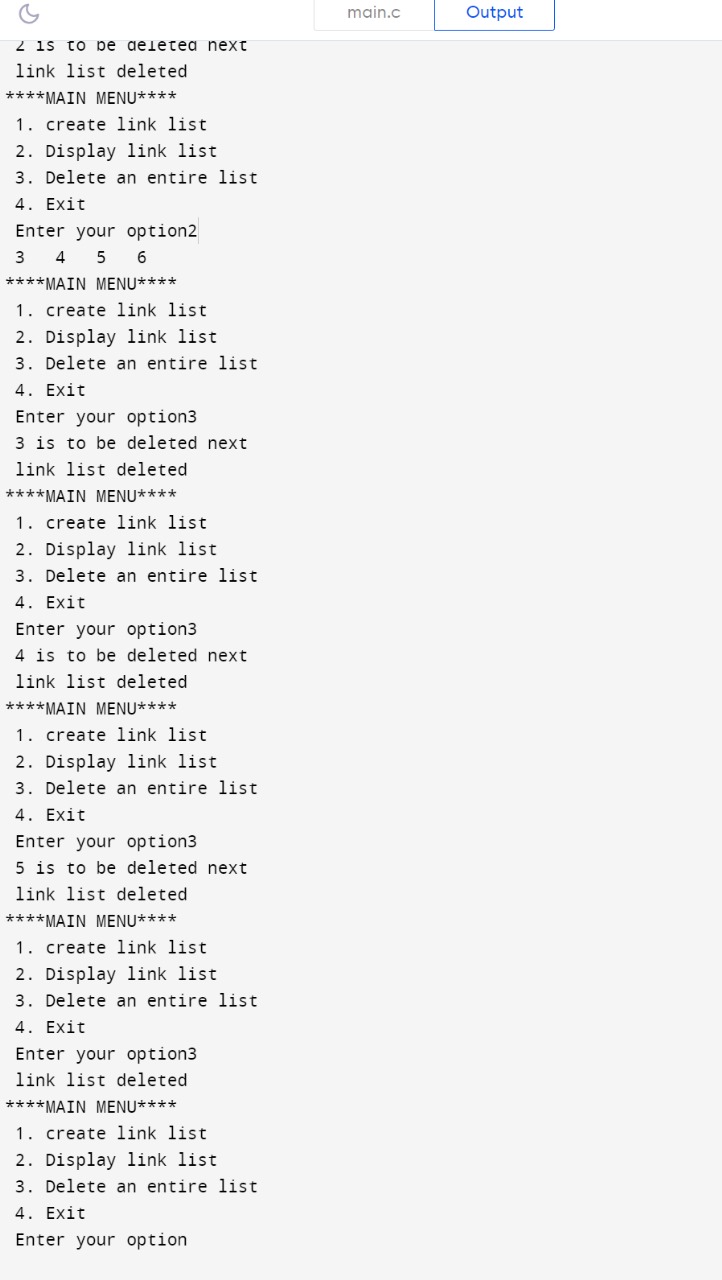 main.c
Output
2 is to be deleted next
link list deleted
****MAIN MENU****
1. create link list
2. Display link list
3. Delete an entire list
4. Exit
Enter your option2
3 4 5 6
****MAIN MENU****
1. create link list
2. Display link list
3. Delete an entire list
4. Exit
Enter your option3
3 is to be deleted next
link list deleted
****MAIN MENU****
1. create link list
2. Display link list
3. Delete an entire list
4. Exit
Enter your option3
4 is to be deleted next
link list deleted
****MAIN MENU****
1. create link list
2. Display link list
3. Delete an entire list
4. Exit
Enter your option3
5 is to be deleted next
link list deleted
****MAIN MENU****
1. create link list
2. Display link list
3. Delete an entire list
4. Exit
Enter your option3
link list deleted
****MAIN MENU****
1. create link list
2. Display link list
3. Delete an entire list
4. Exit
Enter your option